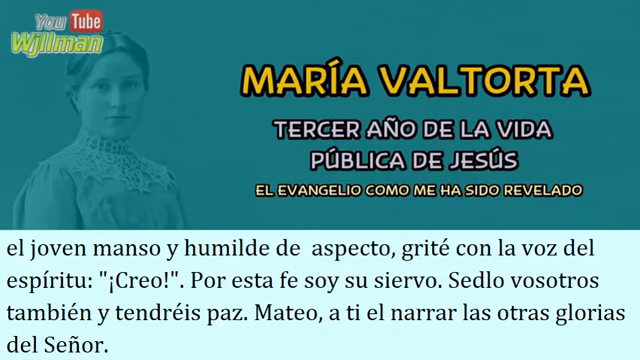 You Tube
Wjllman
MARÍA VALTORTA
TERCER AÑO DE LA VIDA
PÚBLICA DE JESÚS
EL EVANGELIO COMO ME HA SIDO REVELADO
el joven manso y humilde de  aspecto, grité con la voz del
espíritu: "¡Creo!". Por esta fe soy su siervo. Sedlo vosotros
también y tendréis paz. Mateo, a ti el narrar las otras glorias
del Señor.